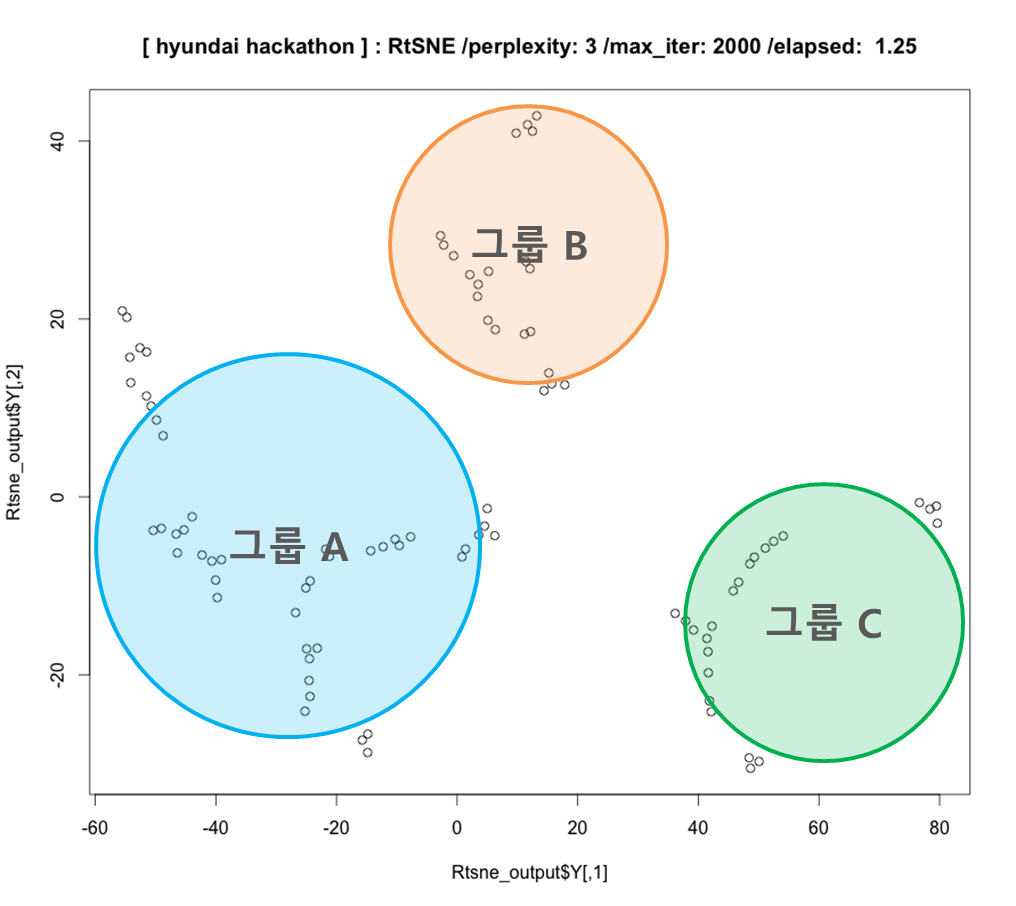 [ hyundai hackathon ] : RtSNE /perplexity: 3 /max_iter: 2000 /elapsed:  1.25
40
그룹 B
20
Rtsne_output$Y[,2]
0
그룹 A
그룹 C
-20
-60 -40 -20 0 20 40 60 80
Rtsne_output$Y[,1]